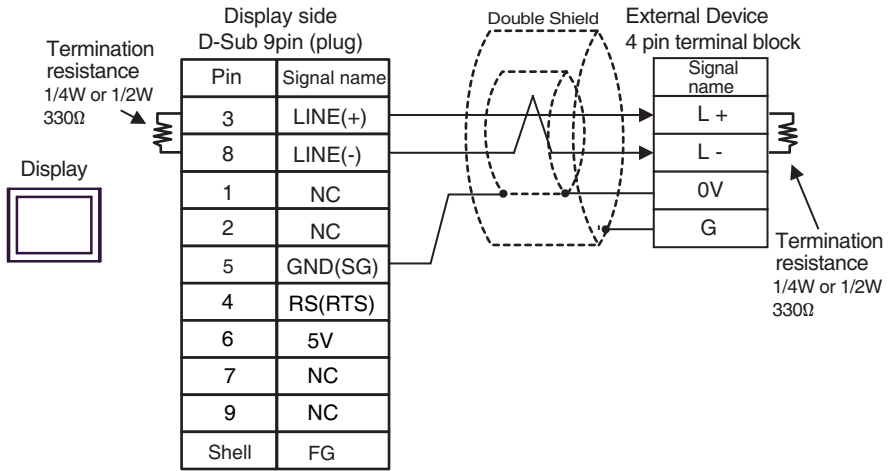 Display side
D-Sub 9pin (plug)
Double Shield
External Device
4 pin terminal block
Termination
resistance
1/4W or 1/2W
330Ω
Display
Pin Signal name
3 LINE(+)
8 LINE(-)
1 NC
2 NC
5 GND(SG)
4 RS(RTS)
6 5V
7 NC
9 NC
Shell FG
Signal
name
L +
L -
0V
G
Termination
resistance
1/4W or 1/2W
330Ω